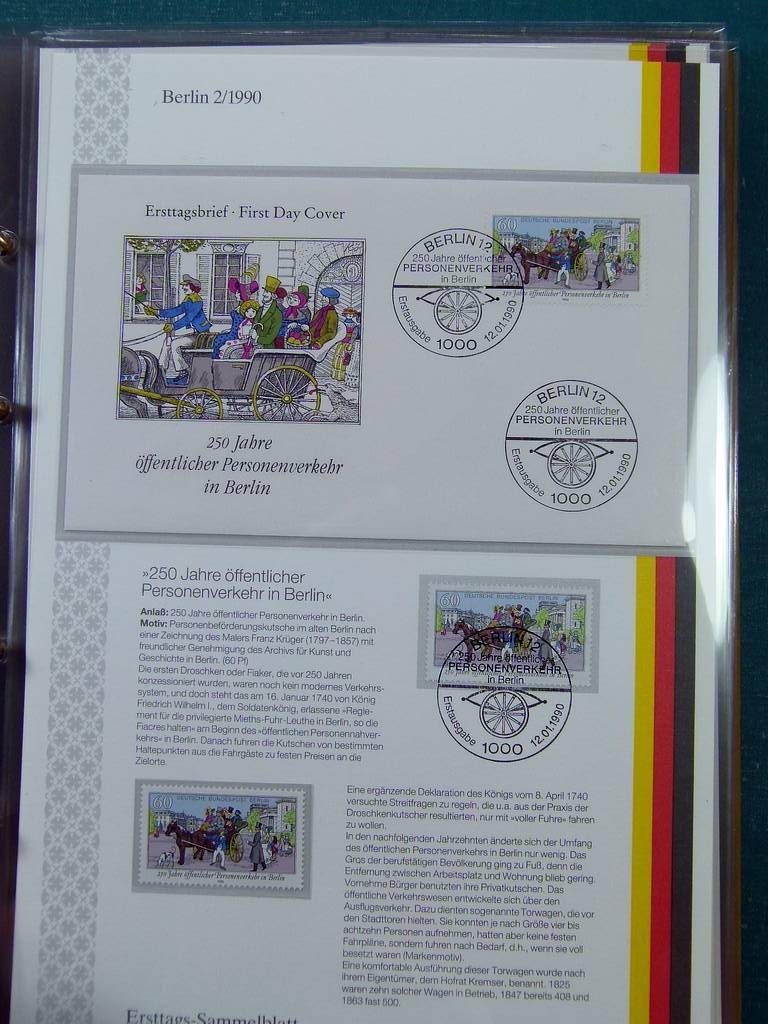 Berlin 2/1990
Ersttagsbrief · First Day Cover
60 DEUTSCHE BUNDESPOST BERLIN
250 Jahre öffentlicher Personenverkehr in Berlin
BERLIN 12
250 Jahre öffentlicher
PERSONENVERKEHR
in Berlin
Erstausgabe
1000
12.01.1990
BERLIN 12
250 Jahre öffentlicher
PERSONENVERKEHR
in Berlin
Erstausgabe
1000
12.01.1990
250 Jahre
öffentlicher Personenverkehr
in Berlin
»250 Jahre öffentlicher
Personenverkehr in Berlin«
Anlaß: 250 Jahre öffentlicher Personenverkehr in Berlin.
Motiv: Personenbeförderungskutsche im alten Berlin nach
einer Zeichnung des Malers Franz Krüger (1797–1857) mit
freundlicher Genehmigung des Archivs für Kunst und
Geschichte in Berlin. (60 Pf)
Die ersten Droschken oder Fiaker, die vor 250 Jahren
konzessioniert wurden, waren noch kein modernes Verkehrs-
system, und doch steht das am 16. Januar 1740 von König
Friedrich Wilhelm I., dem Soldatenkönig, erlassene »Regle-
ment für die privilegierte Mieths-Fuhr-Leuthe in Berlin, so die
Fiacres halten« am Beginn des »öffentlichen Personennahver-
kehrs« in Berlin. Danach fuhren die Kutschen von bestimmten
Haltepunkten aus die Fahrgäste zu festen Preisen an die
Zielorte.
60 DEUTSCHE BUNDESPOST BERLIN
BERLIN 12
250 Jahre öffentlicher
PERSONENVERKEHR
in Berlin
Erstausgabe
1000
12.01.1990
60 DEUTSCHE BUNDESPOST BERLIN
250 Jahre öffentlicher Personenverkehr in Berlin
Eine ergänzende Deklaration des Königs vom 8. April 1740
versuchte Streitfragen zu regeln, die u.a. aus der Praxis der
Droschkenkutscher resultierten, nur mit »voller Fuhre« fahren
zu wollen.
In den nachfolgenden Jahrzehnten änderte sich der Umfang
des öffentlichen Personenverkehrs in Berlin nur wenig. Das
Gros der berufstätigen Bevölkerung ging zu Fuß, denn die
Entfernung zwischen Arbeitsplatz und Wohnung blieb gering.
Vornehme Bürger benutzten ihre Privatkutschen. Das
öffentliche Verkehrswesen entwickelte sich über den
Ausflugsverkehr. Dazu dienten sogenannte Torwagen, die vor
den Stadttoren hielten. Sie konnten je nach Größe vier bis
achtzehn Personen aufnehmen, hatten aber keine festen
Fahrpläne, sondern fuhren nach Bedarf, d.h., wenn sie voll
besetzt waren (Markenmotiv).
Eine komfortable Ausführung dieser Torwagen wurde nach
ihrem Eigentümer, dem Hofrat Kremser, benannt. 1825
waren zehn solcher Wagen in Betrieb, 1847 bereits 408 und
1863 fast 500.
Ersttags-Sammelblatt